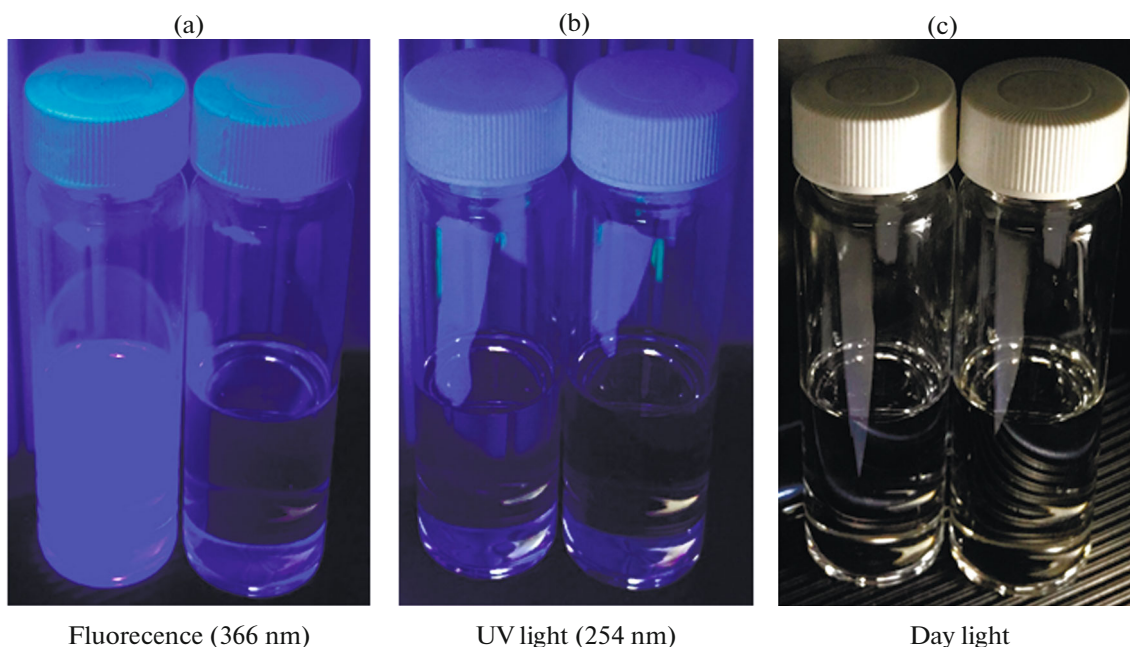 (a)
(b)
(c)
Fluorecence (366 nm)
UV light (254 nm)
Day light